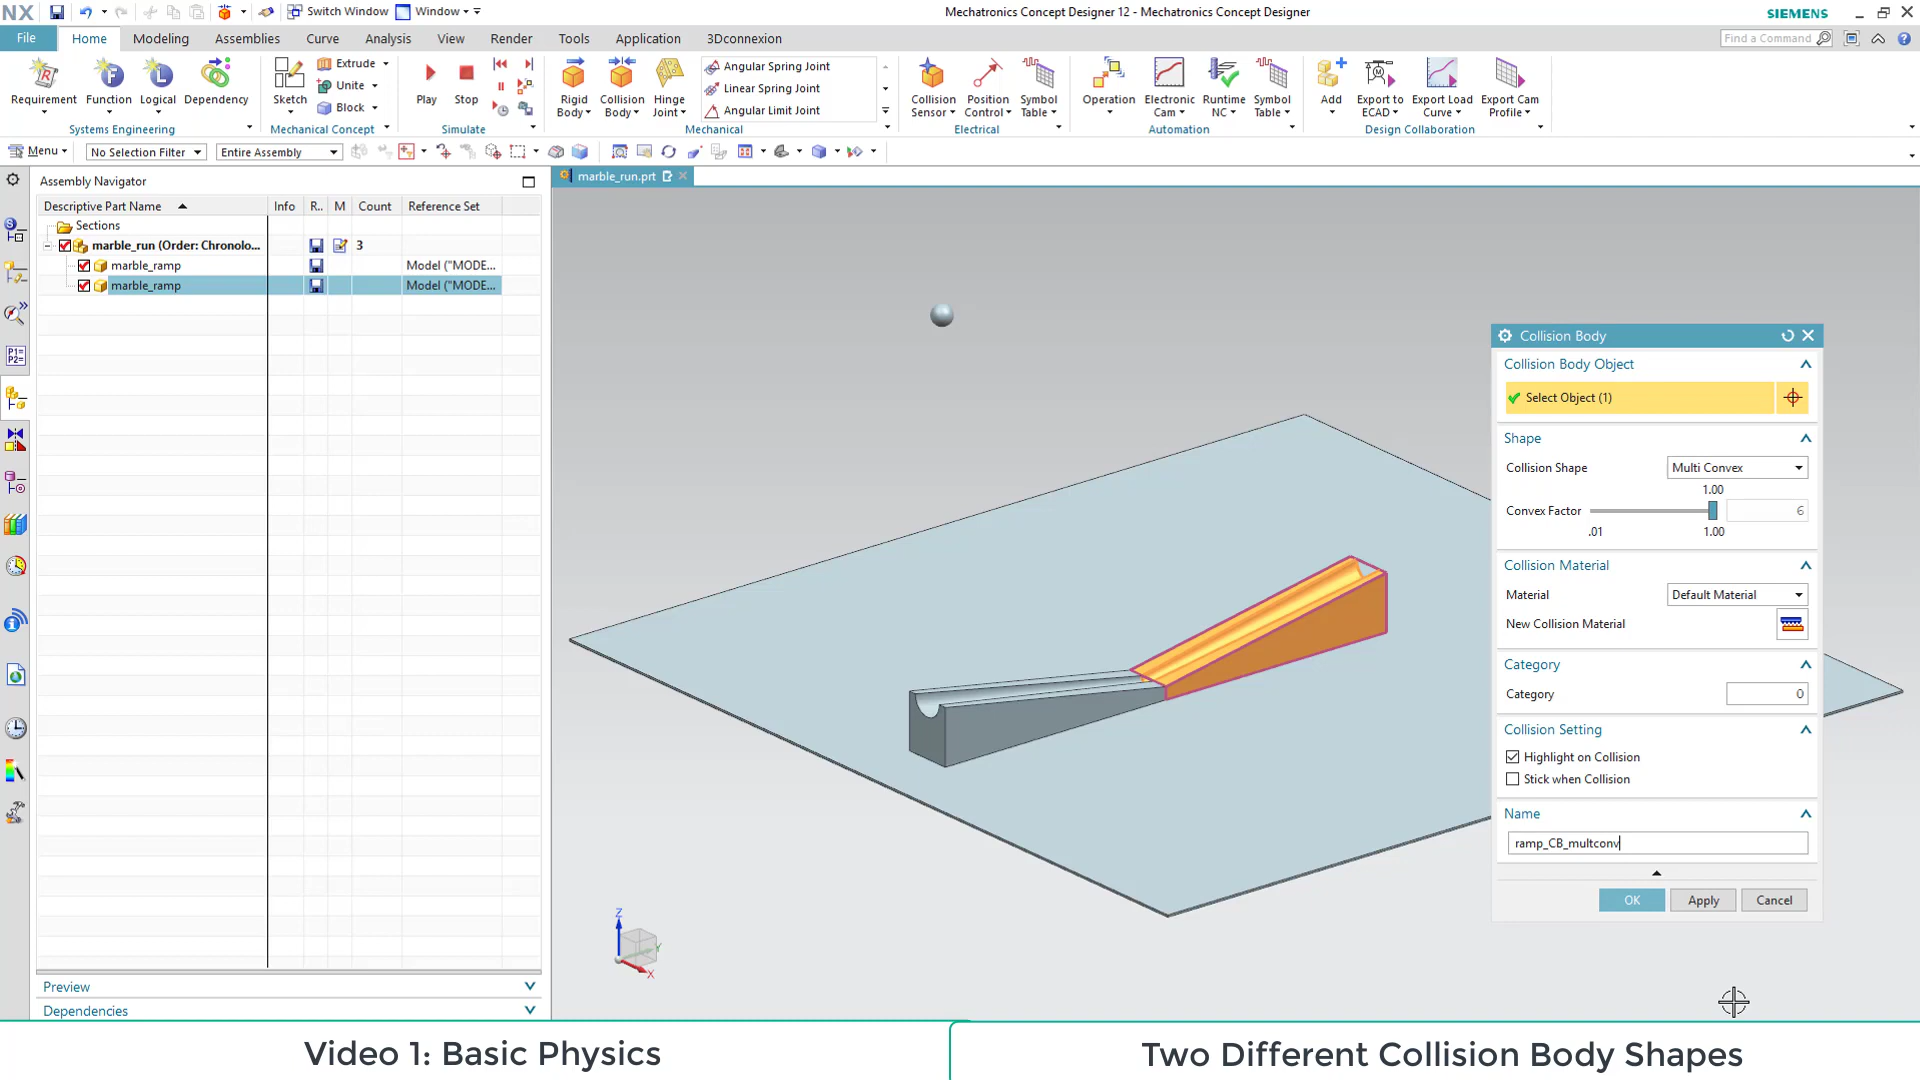 NX
Switch Window
Window
Mechatronics Concept Designer 12 - Mechatronics Concept Designer
SIEMENS
File
Home
Modeling
Assemblies
Curve
Analysis
View
Render
Tools
Application
3Dconnexion
Find a Command
Requirement
Function
Logical
Dependency
Systems Engineering
Sketch
Extrude
Unite
Block
Mechanical Concept
Play
Stop
Simulate
Rigid
Body
Collision
Body
Hinge
Joint
Angular Spring Joint
Linear Spring Joint
Angular Limit Joint
Mechanical
Collision
Sensor
Position
Control
Symbol
Table
Electrical
Operation
Electronic
Cam
Runtime
NC
Symbol
Table
Automation
Add
Export to
ECAD
Export Load
Curve
Export Cam
Profile
Design Collaboration
Menu
No Selection Filter
Entire Assembly
Assembly Navigator
marble_run.prt
Descriptive Part Name
Info
R..
M
Count
Reference Set
Sections
marble_run (Order: Chronolo...
3
marble_ramp
Model ("MODE...
marble_ramp
Model ("MODE...
Collision Body
Collision Body Object
Select Object (1)
Shape
Collision Shape
Multi Convex
1.00
Convex Factor
6
.01
1.00
Collision Material
Material
Default Material
New Collision Material
Category
Category
0
Collision Setting
Highlight on Collision
Stick when Collision
Name
ramp_CB_multconv
OK
Apply
Cancel
Z
Y
X
Preview
Dependencies
Video 1: Basic Physics
Two Different Collision Body Shapes